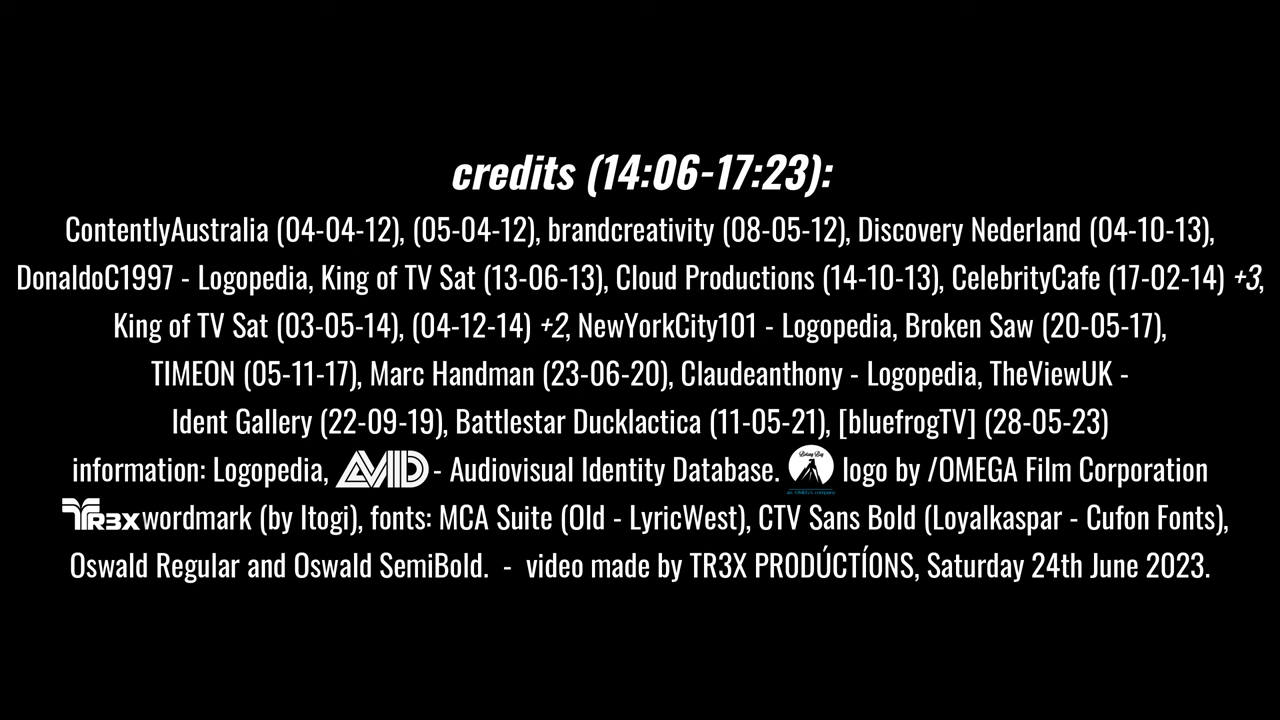 credits (14:06-17:23):
ContentlyAustralia (04-04-12), (05-04-12), brandcreativity (08-05-12), Discovery Nederland (04-10-13),
DonaldoC1997 - Logopedia, King of TV Sat (13-06-13), Cloud Productions (14-10-13), CelebrityCafe (17-02-14) +3,
King of TV Sat (03-05-14), (04-12-14) +2, NewYorkCity101 - Logopedia, Broken Saw (20-05-17),
TIMEON (05-11-17), Marc Handman (23-06-20), Claudeanthony - Logopedia, TheViewUK -
Ident Gallery (22-09-19), Battlestar Ducklactica (11-05-21), [bluefrogTV] (28-05-23)
information: Logopedia, AVID - Audiovisual Identity Database. logo by /OMEGA Film Corporation
TR3X wordmark (by Itogi), fonts: MCA Suite (Old - LyricWest), CTV Sans Bold (Loyalkaspar - Cufon Fonts),
Oswald Regular and Oswald SemiBold. - video made by TR3X PRODÚCTÍONS, Saturday 24th June 2023.